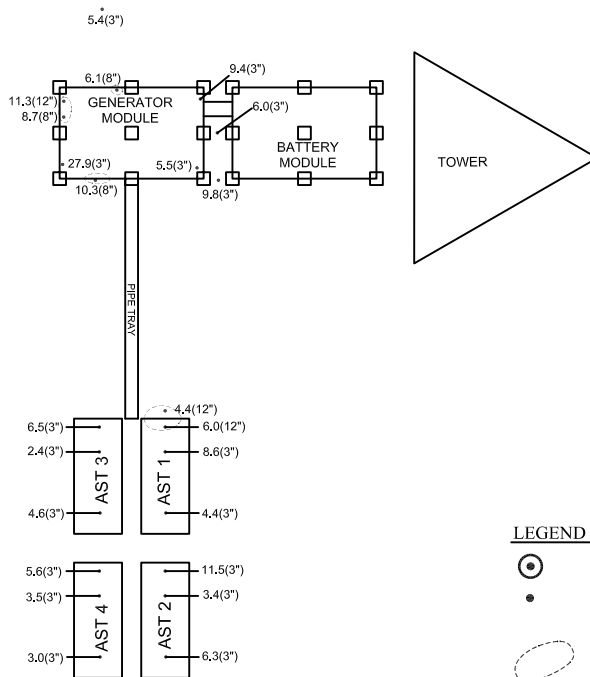 5.4(3")
6.1(8")
9.4(3")
11.3(12")
GENERATOR
MODULE
8.7(8")
6.0(3")
BATTERY
MODULE
TOWER
27.9(3")
5.5(3")
10.3(8")
9.8(3")
PIPE TRAY
4.4(12")
6.5(3")
6.0(12")
2.4(3")
8.6(3")
AST 3
AST 1
4.6(3")
4.4(3")
LEGEND
5.6(3")
11.5(3")
3.5(3")
3.4(3")
AST 4
AST 2
3.0(3")
6.3(3")